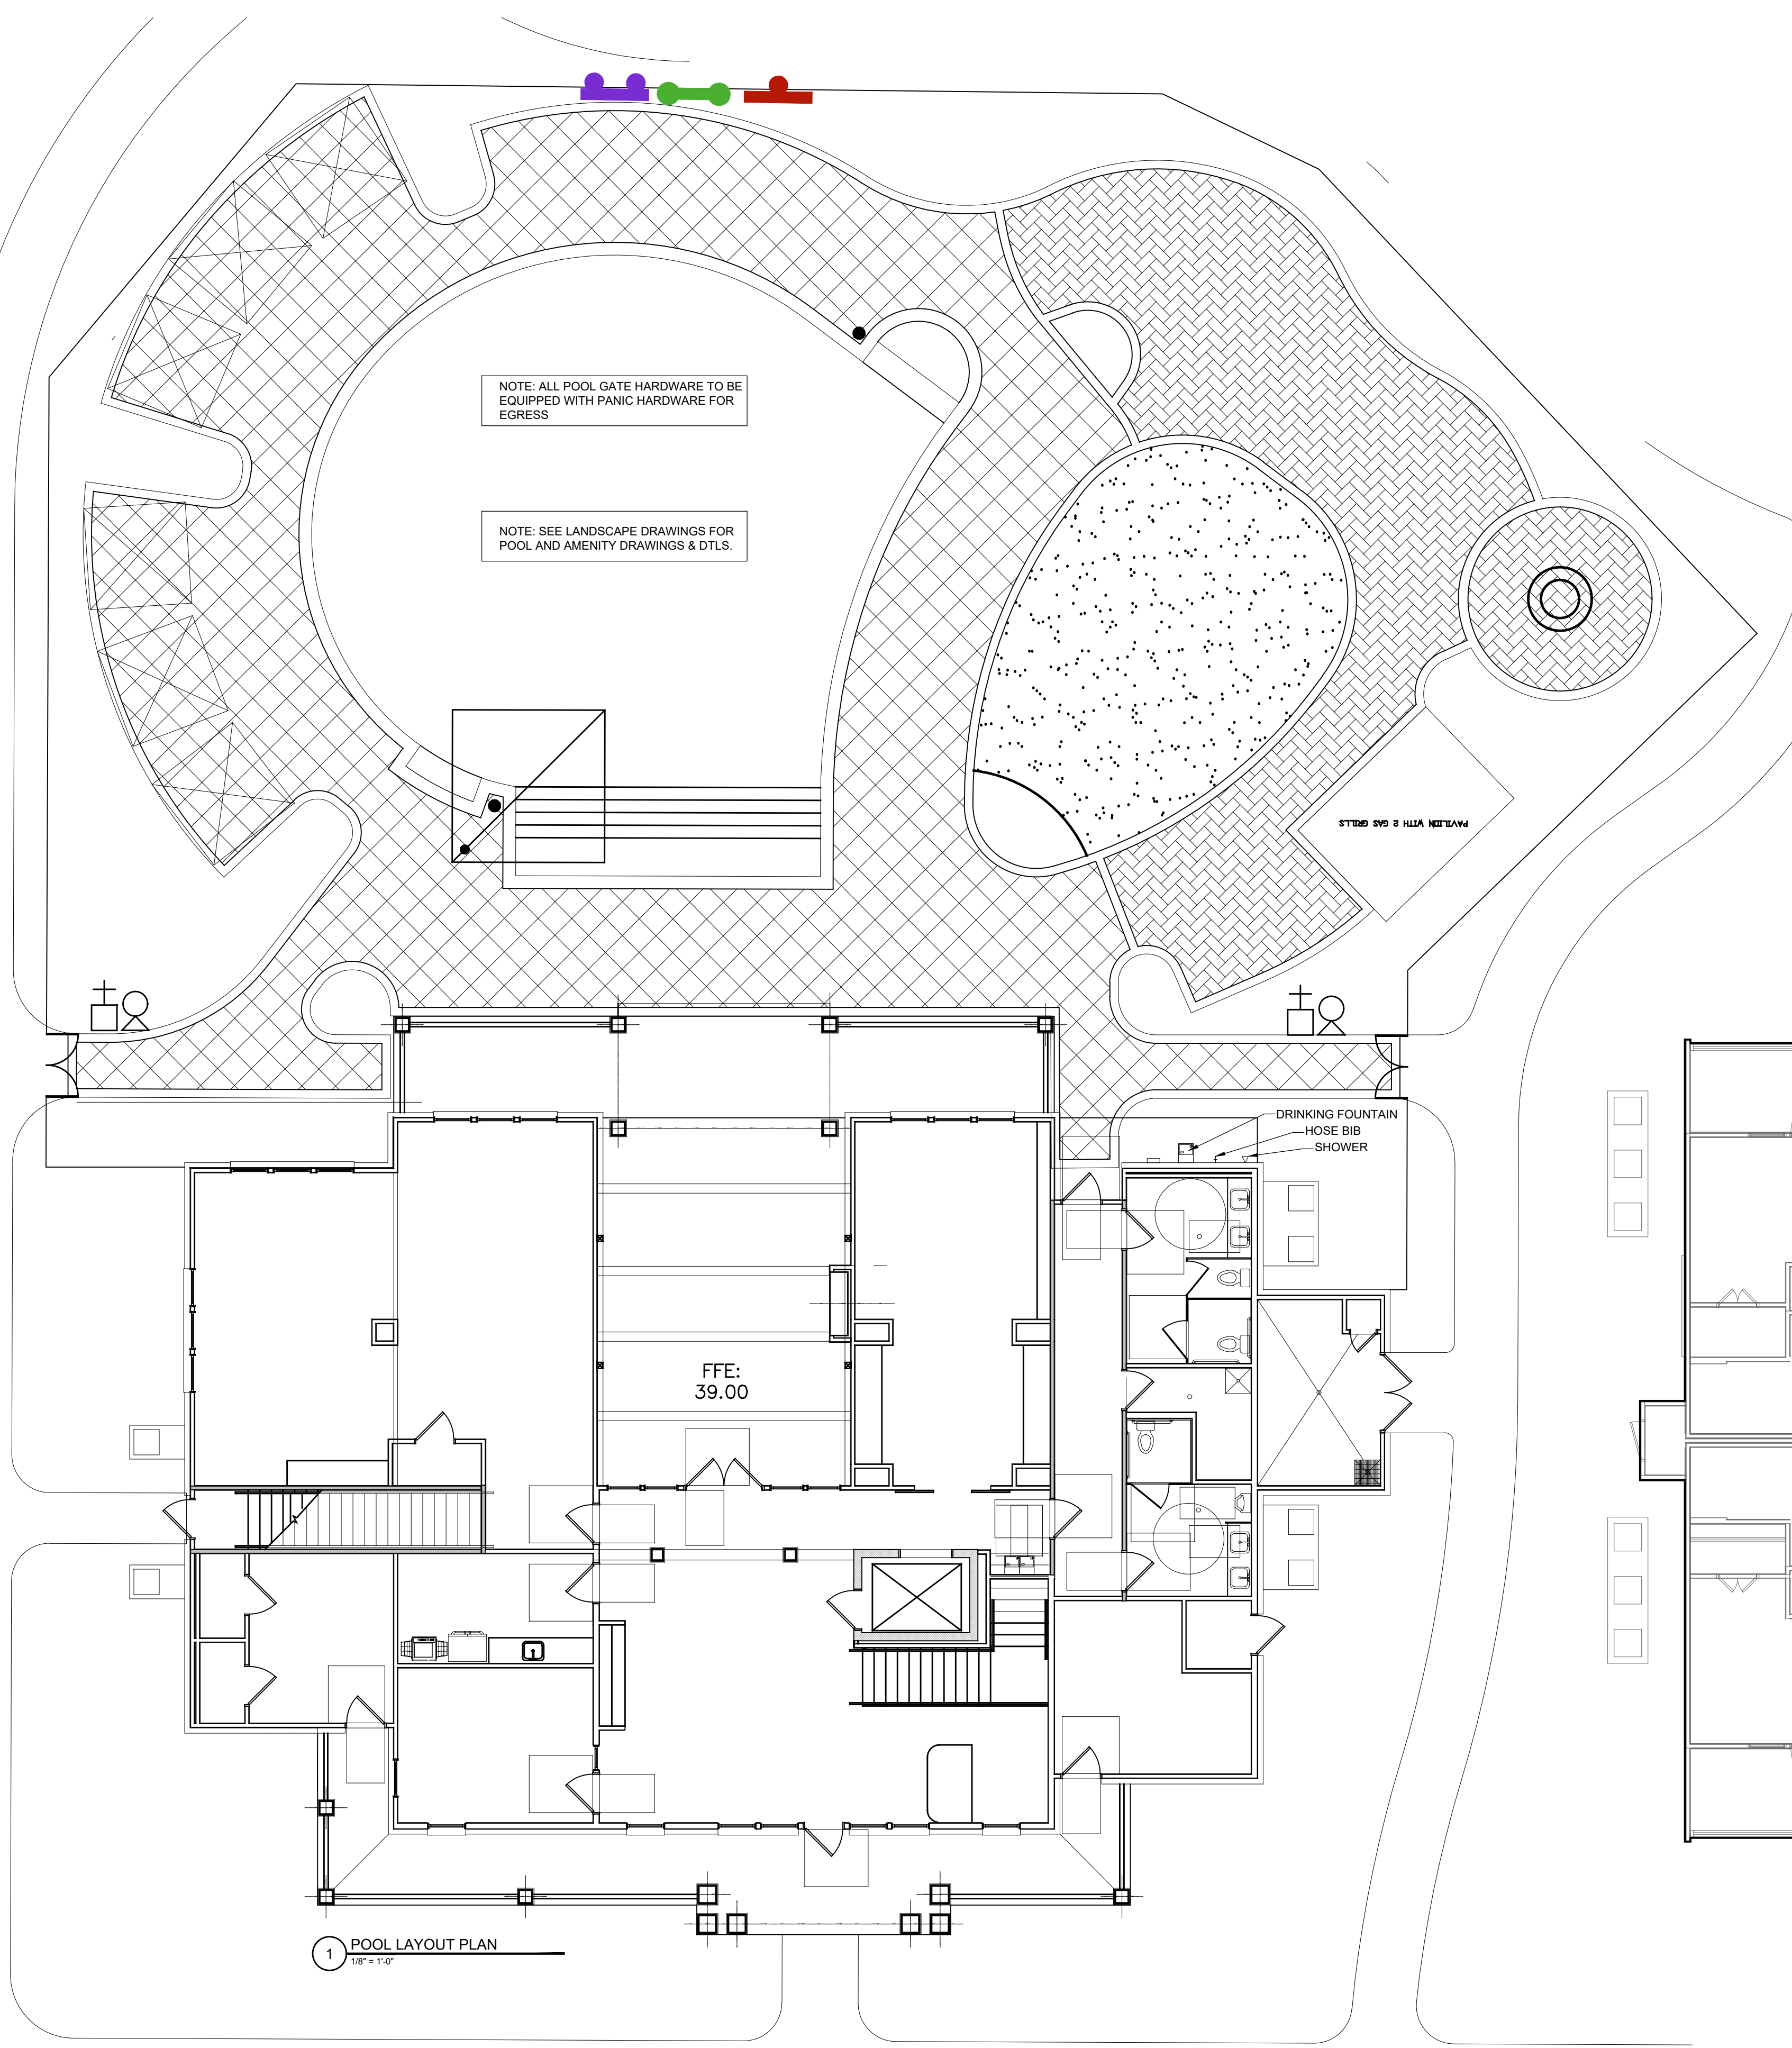 NOTE: ALL POOL GATE HARDWARE TO BE
EQUIPPED WITH PANIC HARDWARE FOR
EGRESS
NOTE: SEE LANDSCAPE DRAWINGS FOR
POOL AND AMENITY DRAWINGS & DTLS.
PAVILION WITH 2 GAS GRILLS
DRINKING FOUNTAIN
HOSE BIB
SHOWER
FFE:
39.00
1
POOL LAYOUT PLAN
1/8" = 1'-0"